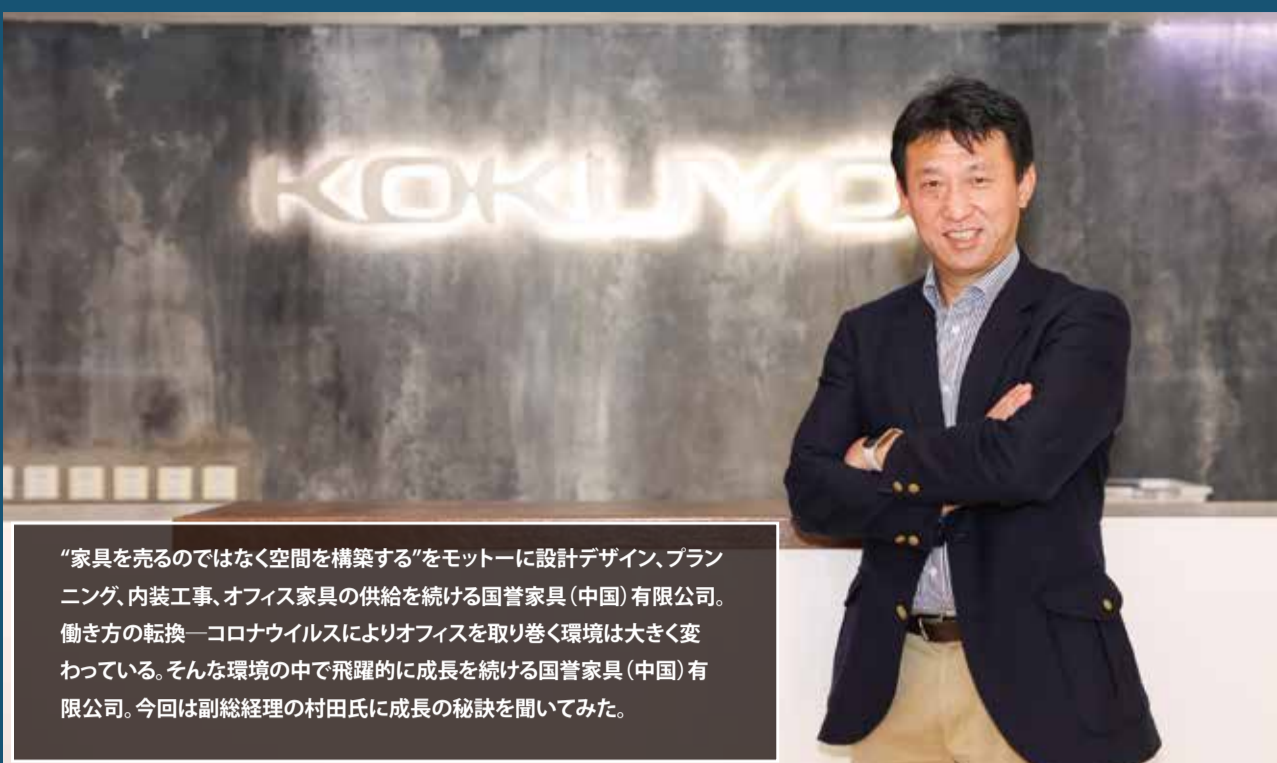 KOKUYO
“家具を売るのではなく空間を構築する”をモットーに設計デザイン、プラン
ニング、内装工事、オフィス家具の供給を続ける国誉家具（中国）有限公司。
働き方の転換―コロナウイルスによりオフィスを取り巻く環境は大きく変
わっている。そんな環境の中で飛躍的に成長を続ける国誉家具（中国）有
限公司。今回は副総経理の村田氏に成長の秘訣を聞いてみた。